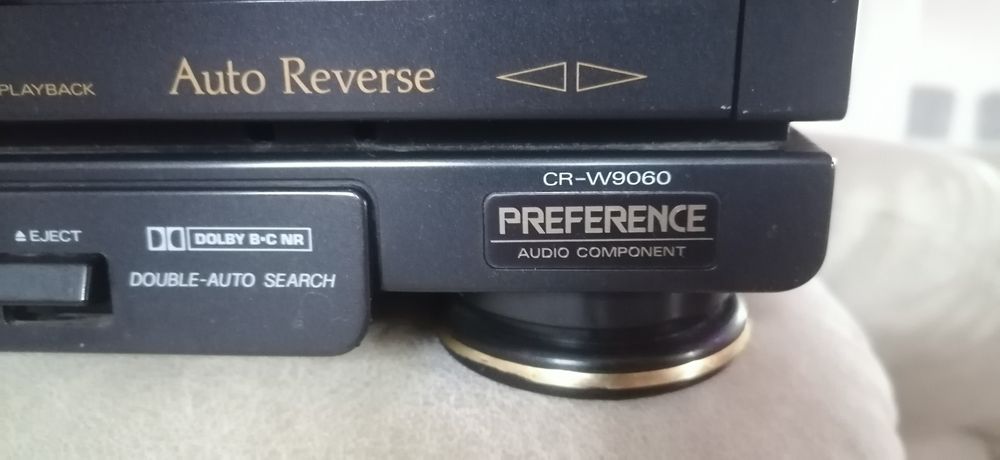 PLAYBACK
Auto Reverse
CR-W9060
PREFERENCE
AUDIO COMPONENT
EJECT
DOLBY B·C NR
DOUBLE-AUTO SEARCH